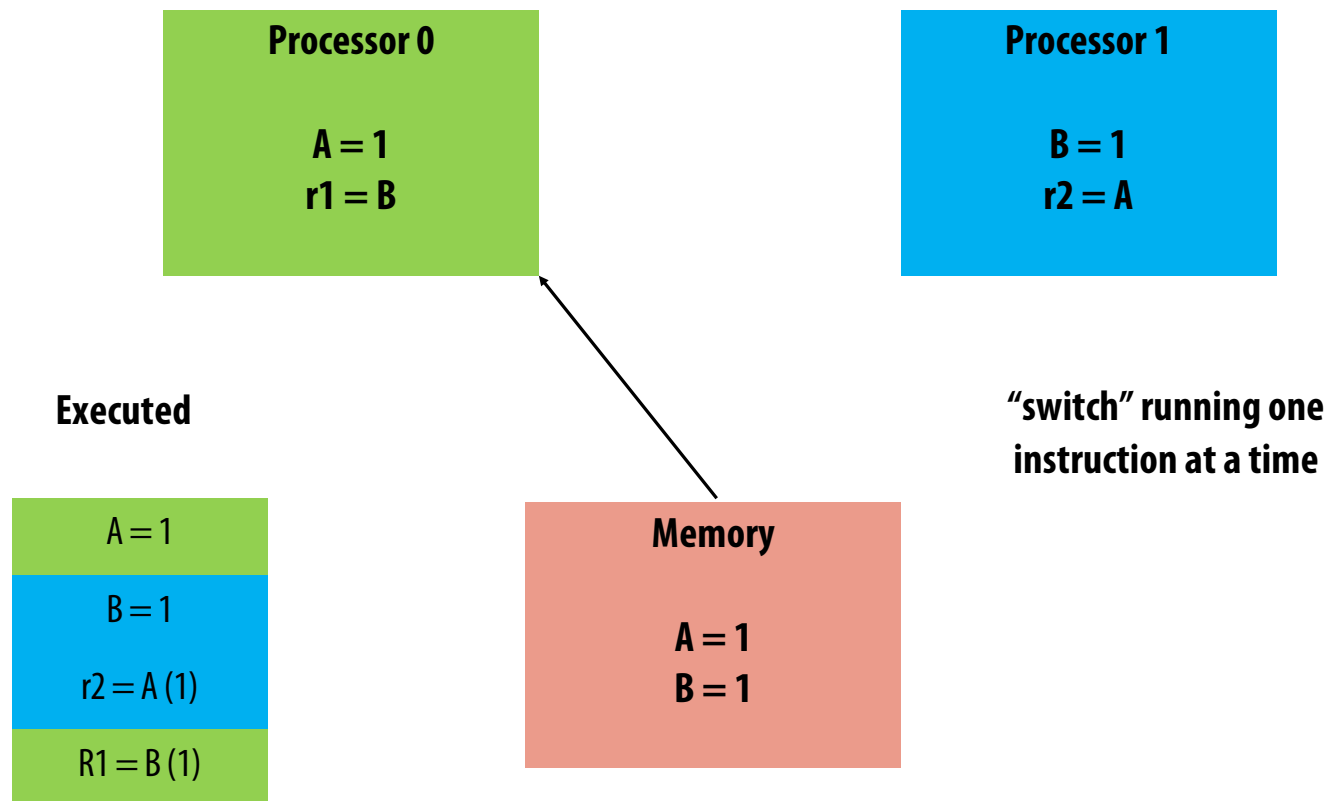 Processor 0
A = 1
r1 = B
Processor 1
B = 1
r2 = A
Executed
“switch” running one
instruction at a time
A = 1
B = 1
r2 = A (1)
R1 = B (1)
Memory
A = 1
B = 1